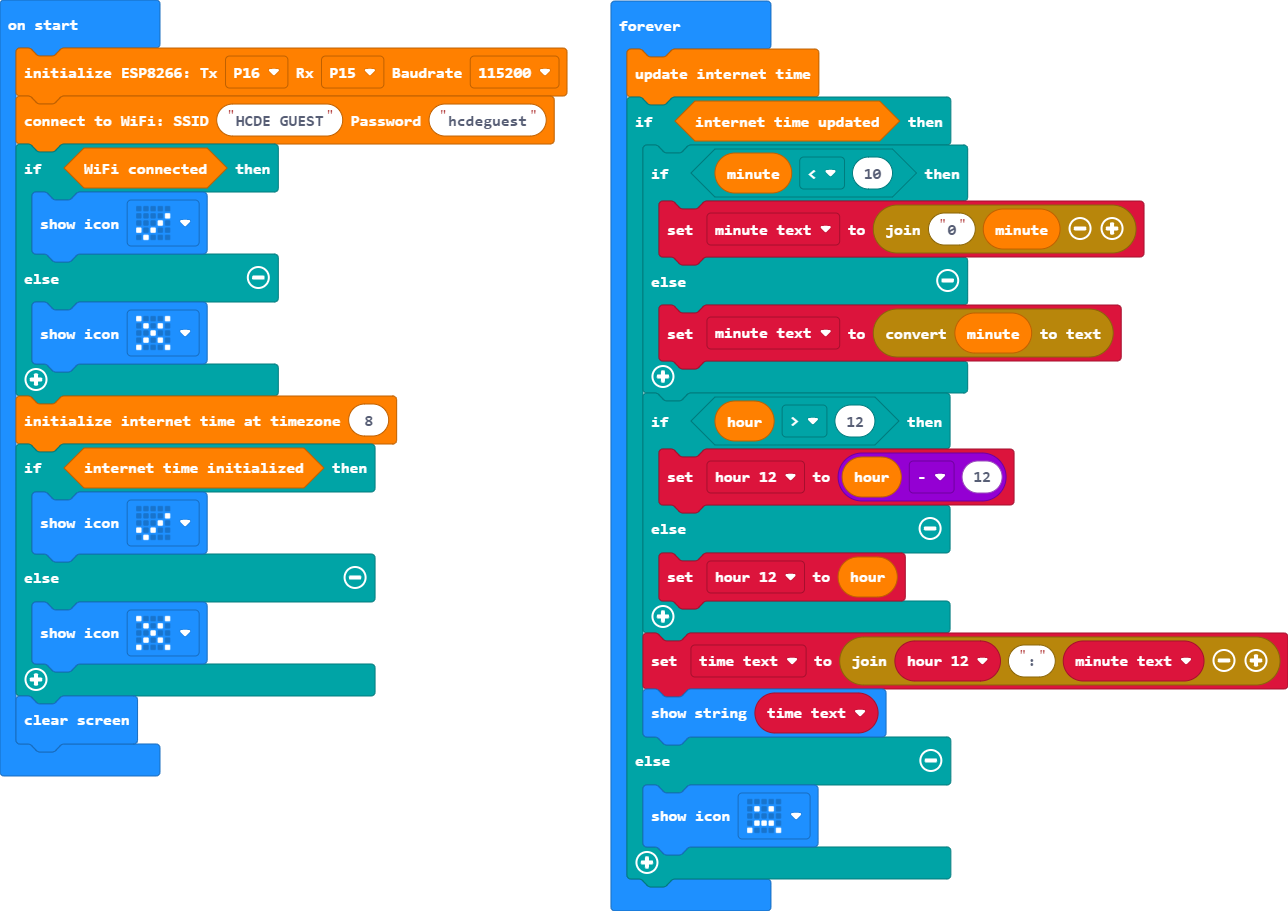 on start
initialize ESP8266: Tx P16 Rx P15 Baudrate 115200
connect to WiFi: SSID "HCDE GUEST" Password "hcdeguest"
if WiFi connected then
show icon
else
show icon
initialize internet time at timezone 8
if internet time initialized then
show icon
else
show icon
clear screen
forever
update internet time
if internet time updated then
if minute < 10 then
set minute text to join "0" minute
else
set minute text to convert minute to text
if hour > 12 then
set hour 12 to hour - 12
else
set hour 12 to hour
set time text to join hour 12 ":" minute text
show string time text
else
show icon